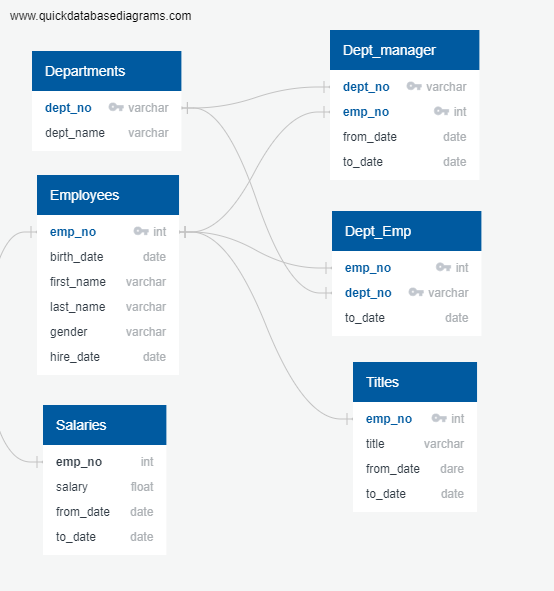 www.quickdatabasediagrams.com
Departments
dept_no varchar
dept_name varchar
Employees
emp_no int
birth_date date
first_name varchar
last_name varchar
gender varchar
hire_date date
Salaries
emp_no int
salary float
from_date date
to_date date
Dept_manager
dept_no varchar
emp_no int
from_date date
to_date date
Dept_Emp
emp_no int
dept_no varchar
to_date date
Titles
emp_no int
title varchar
from_date dare
to_date date